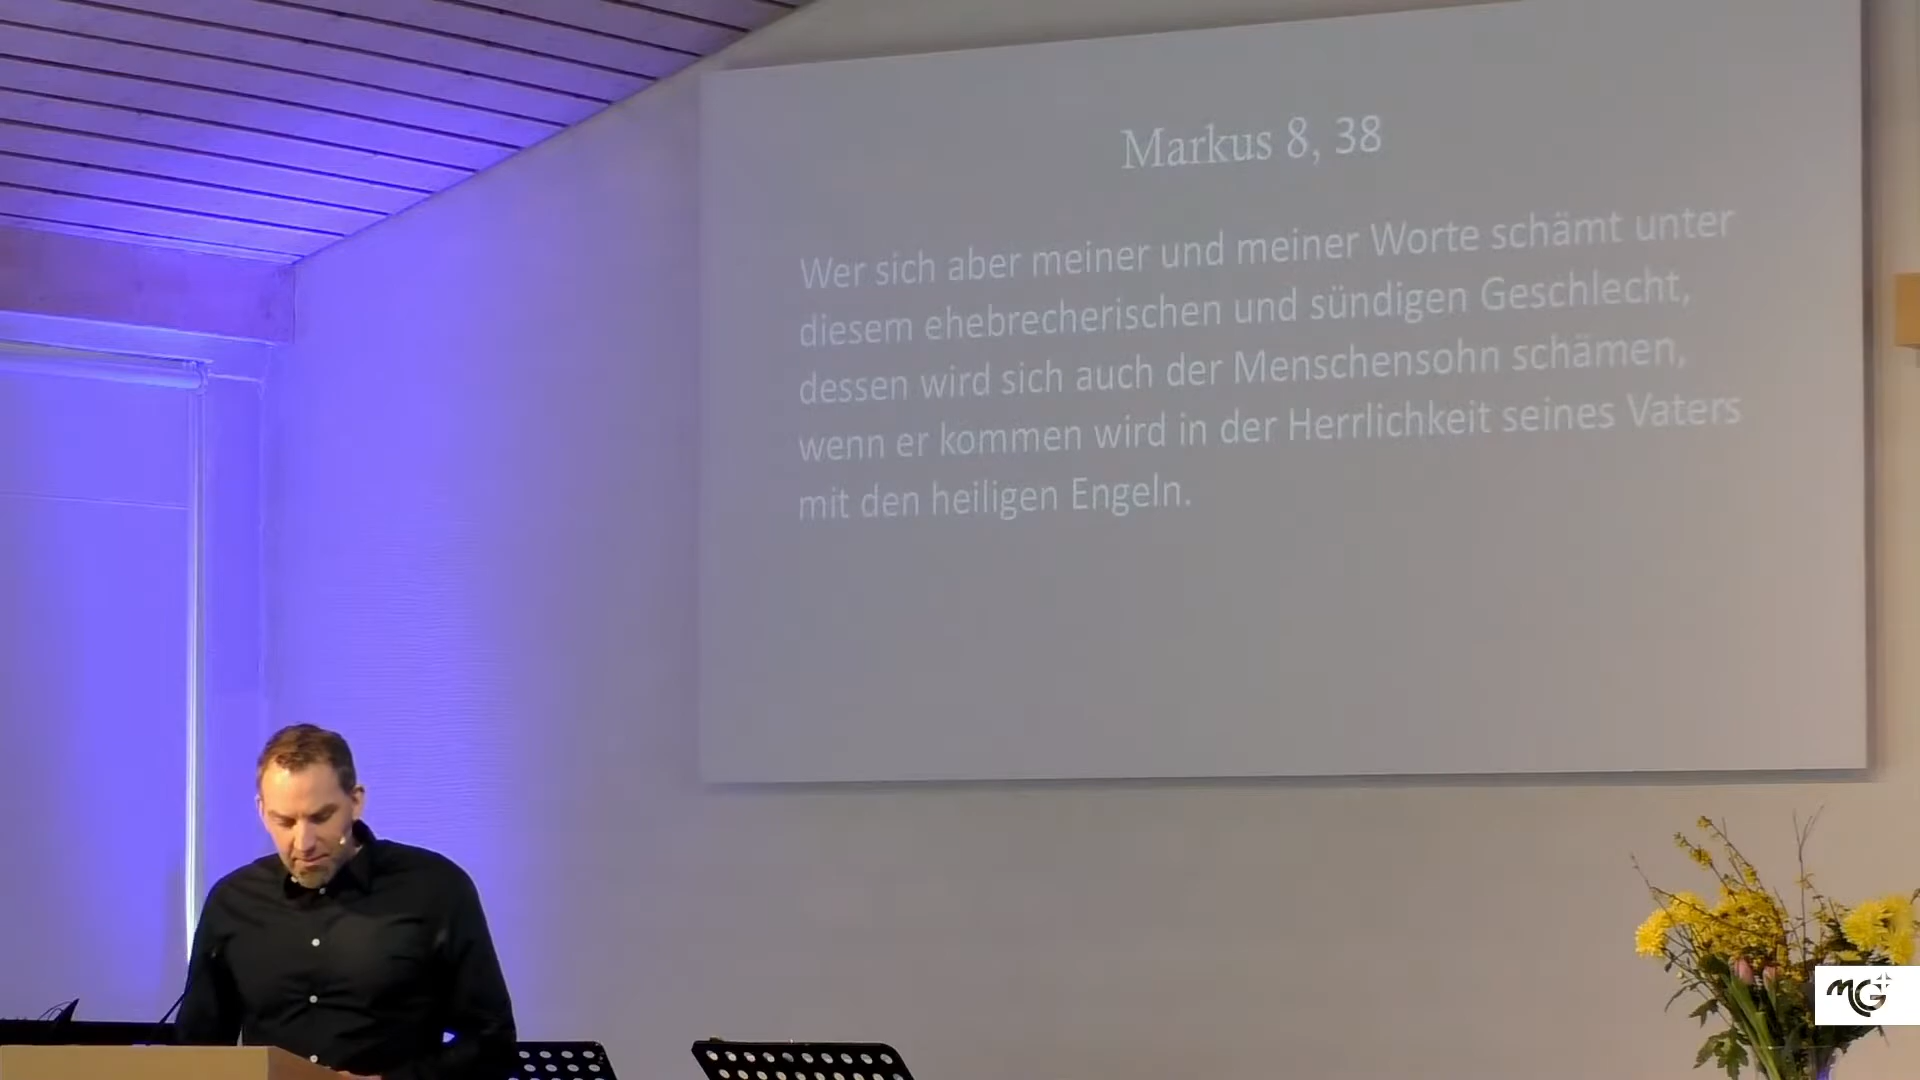 Markus 8, 38
Wer sich aber meiner und meiner Worte schämt unter
diesem ehebrecherischen und sündigen Geschlecht,
dessen wird sich auch der Menschensohn schämen,
wenn er kommen wird in der Herrlichkeit seines Vaters
mit den heiligen Engeln.
MG